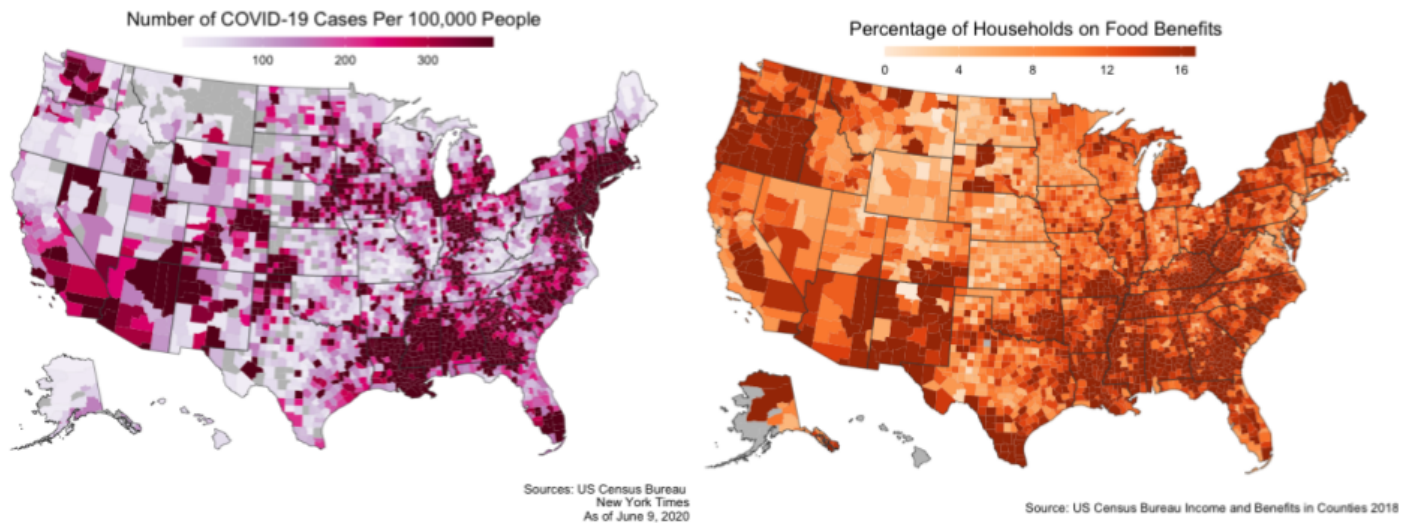 Number of COVID-19 Cases Per 100,000 People
100 200 300
Sources: US Census Bureau
New York Times
As of June 9, 2020
Percentage of Households on Food Benefits
0 4 8 12 16
Source: US Census Bureau Income and Benefits in Counties 2018